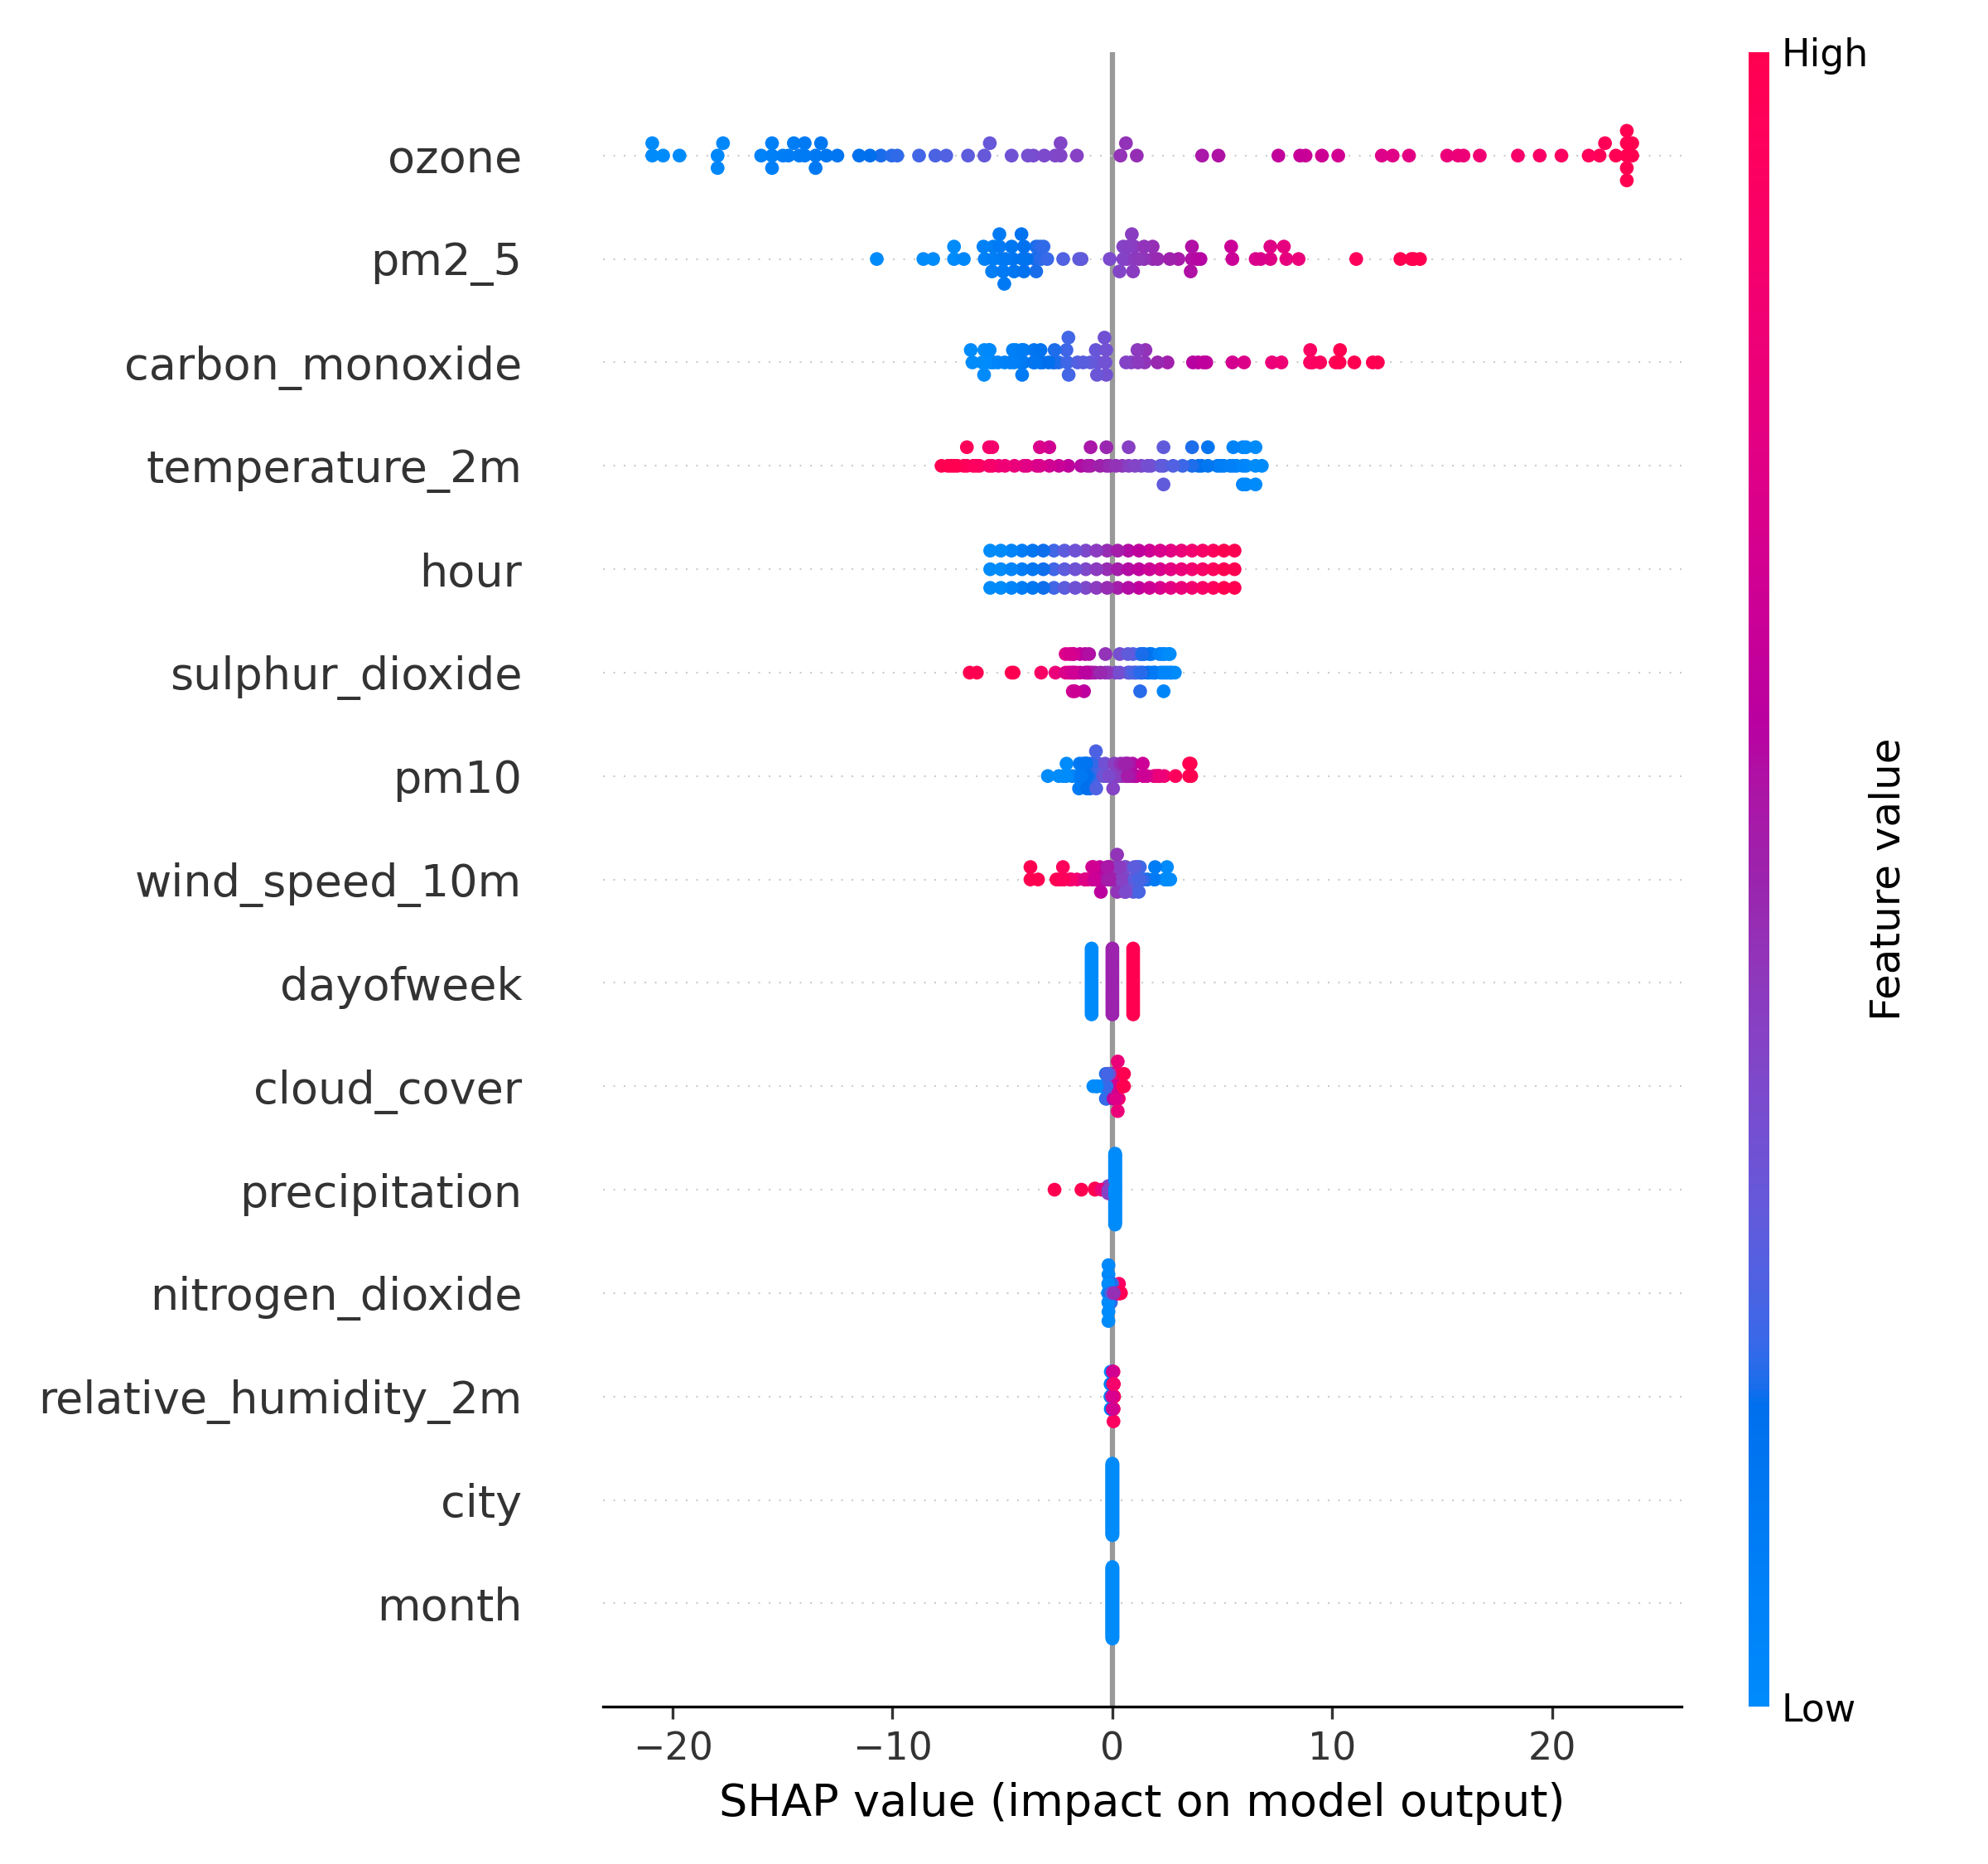 High
ozone
pm2_5
carbon_monoxide
temperature_2m
hour
sulphur_dioxide
pm10
wind_speed_10m
dayofweek
cloud_cover
precipitation
nitrogen_dioxide
relative_humidity_2m
city
month
Feature value
Low
−20 −10 0 10 20
SHAP value (impact on model output)